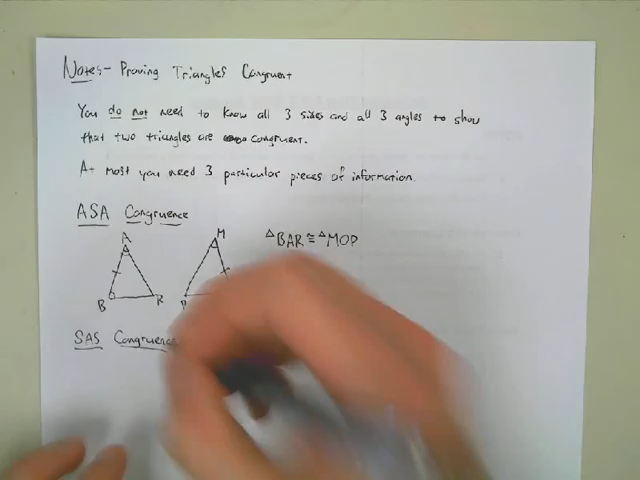 Notes- Proving Triangles Congruent
You do not need to know all 3 sides and all 3 angles to show
that two triangles are congruent.
At most you need 3 particular pieces of information.
ASA Congruence
A
M
△BAR ≅ △MOP
B
R
P
SAS Congruence